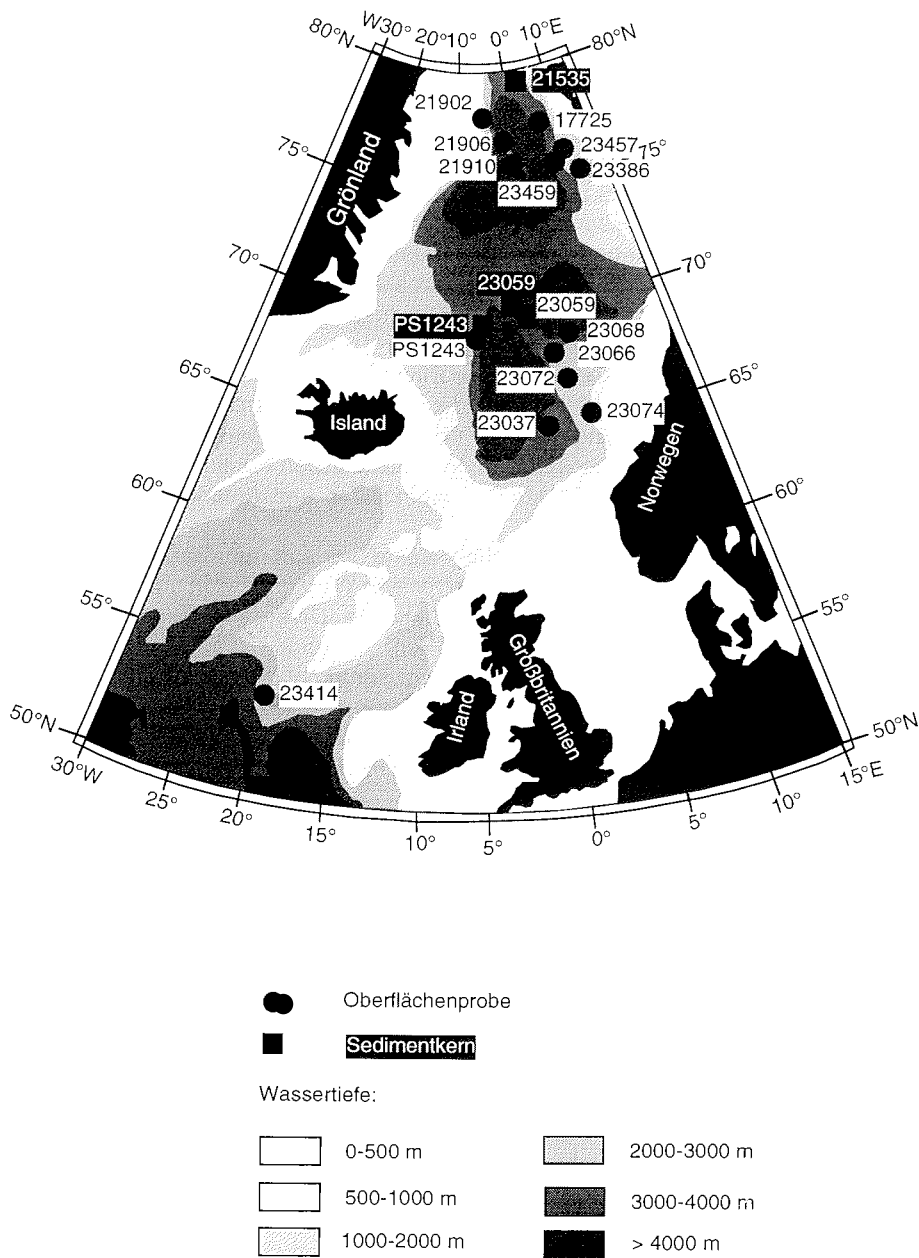 W30° 20° 10° 0° 10°E
80°N 80°N
21535
21902
17725
21906
23457
75° 75°
21910
23386
23459
Grönland
70° 70°
23059
23059
PS1243
23068
PS1243
23066
65° 65°
23072
23074
Island
23037
Norwegen
60° 60°
55° 55°
Großbritannien
23414
Irland
50°N 50°N
30°W 15°E
25° 10°
20° 5°
15° 10° 5° 0°
Oberflächenprobe
Sedimentkern
Wassertiefe:
0-500 m
2000-3000 m
500-1000 m
3000-4000 m
1000-2000 m
> 4000 m